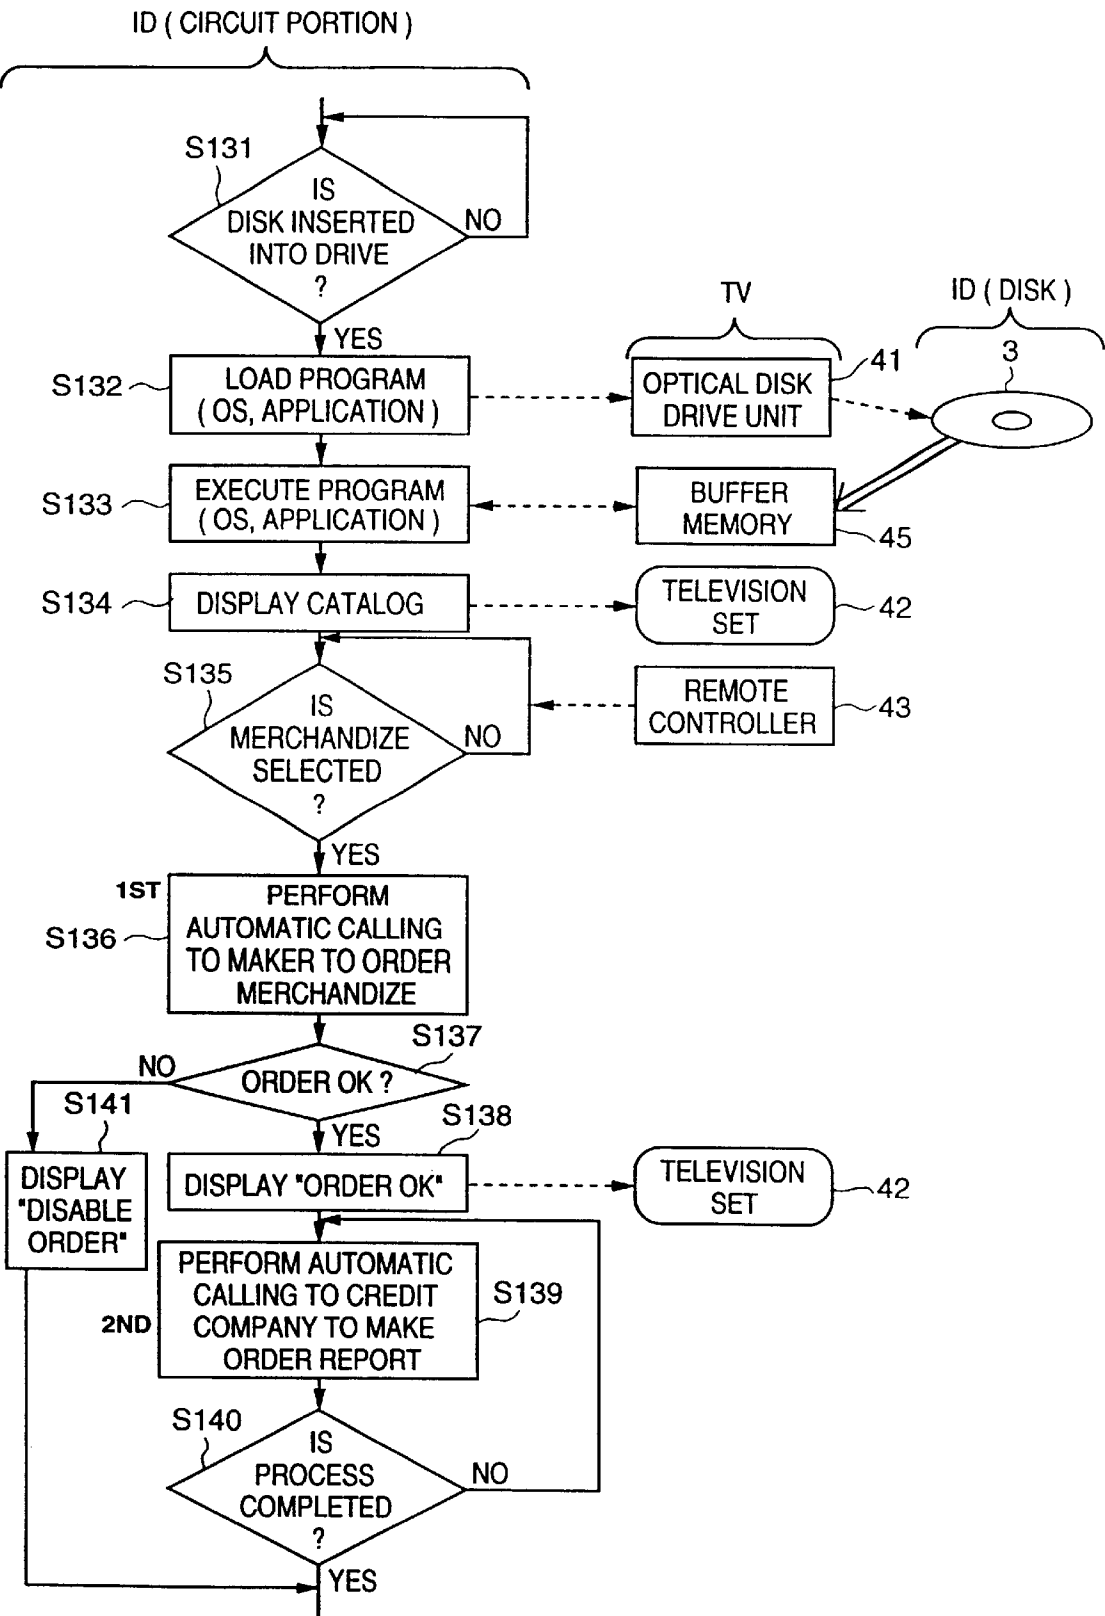 ID ( CIRCUIT PORTION )
S131
IS
DISK INSERTED
INTO DRIVE
?
NO
YES
TV
ID ( DISK )
S132
LOAD PROGRAM
( OS, APPLICATION )
OPTICAL DISK
DRIVE UNIT
41
3
S133
EXECUTE PROGRAM
( OS, APPLICATION )
BUFFER
MEMORY
45
S134
DISPLAY CATALOG
TELEVISION
SET
42
S135
IS
MERCHANDIZE
SELECTED
?
NO
REMOTE
CONTROLLER
43
YES
1ST
S136
PERFORM
AUTOMATIC CALLING
TO MAKER TO ORDER
MERCHANDIZE
S137
ORDER OK ?
NO
YES
S141
DISPLAY
"DISABLE
ORDER"
S138
DISPLAY "ORDER OK"
TELEVISION
SET
42
PERFORM AUTOMATIC
CALLING TO CREDIT
COMPANY TO MAKE
ORDER REPORT
S139
2ND
S140
IS
PROCESS
COMPLETED
?
NO
YES